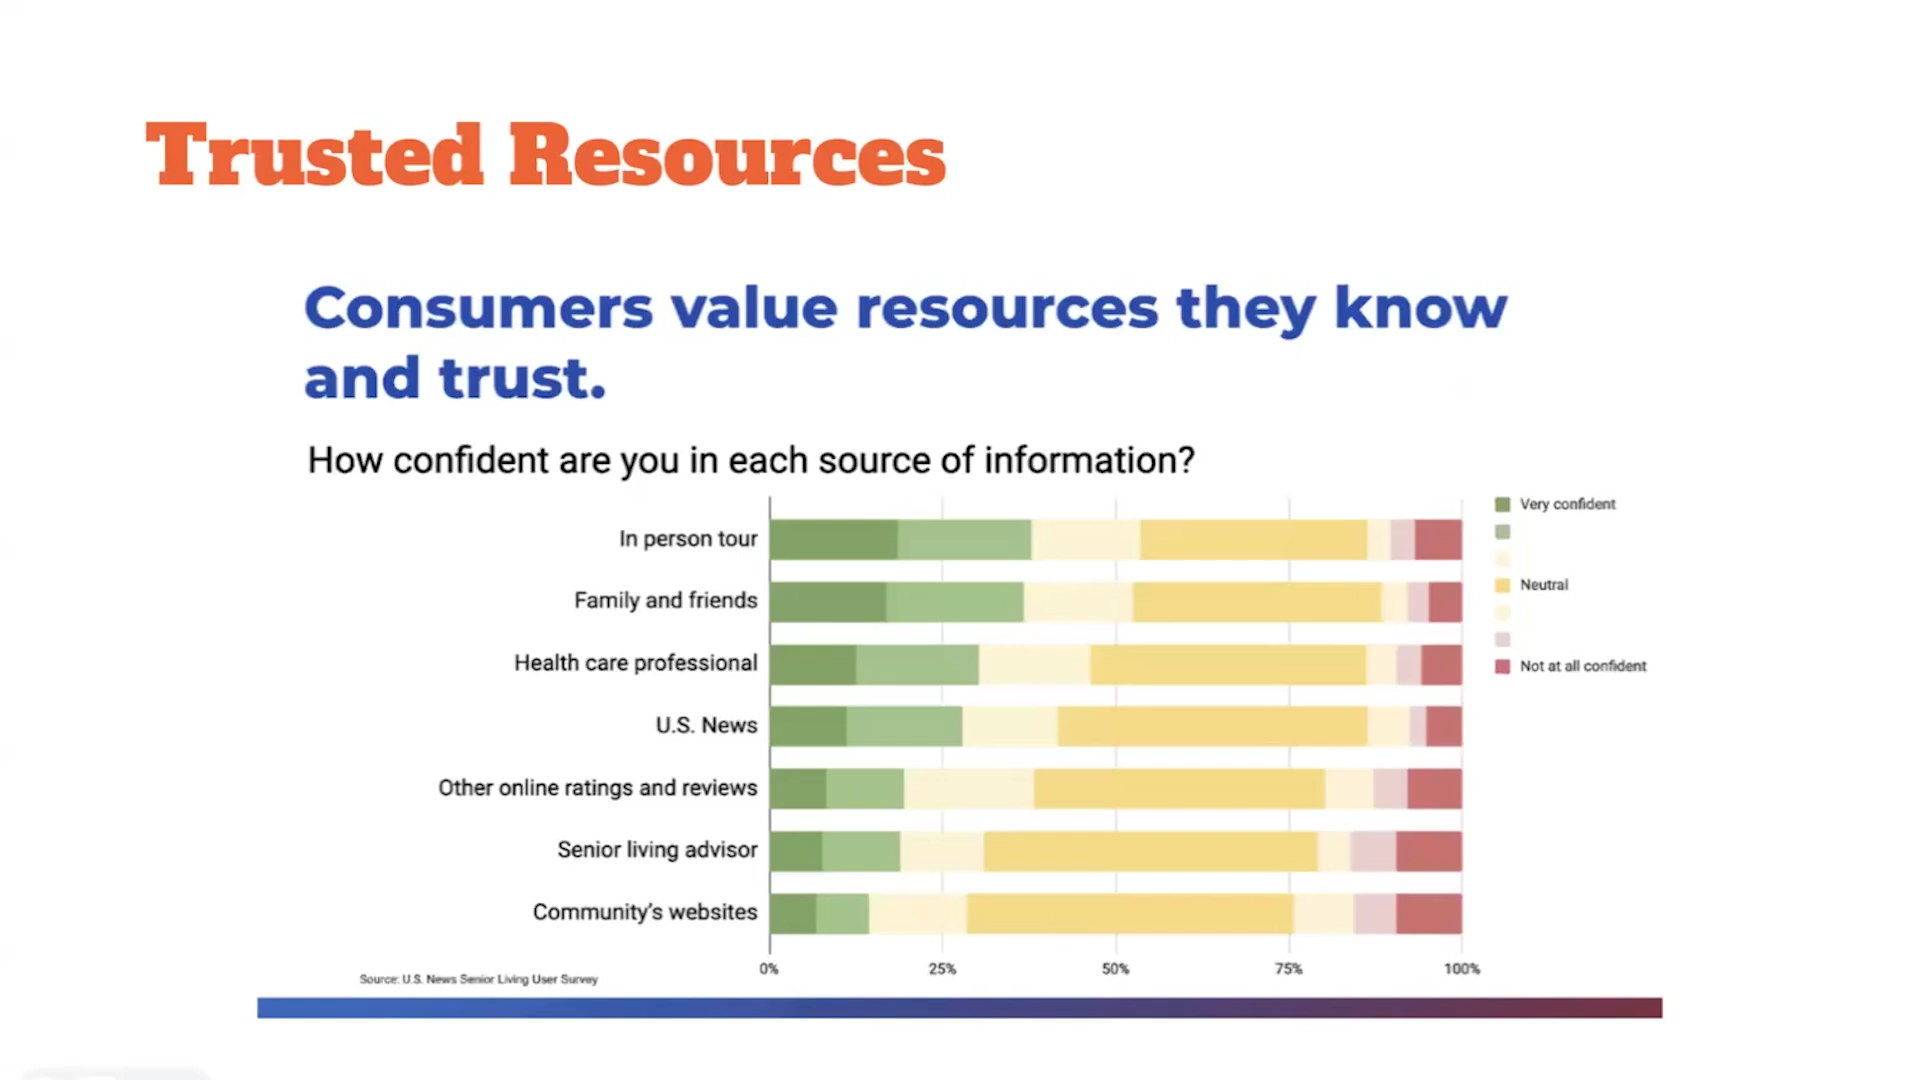 Trusted Resources
Consumers value resources they know
and trust.
How confident are you in each source of information?
In person tour
Family and friends
Health care professional
U.S. News
Other online ratings and reviews
Senior living advisor
Community's websites
0% 25% 50% 75% 100%
Very confident
Neutral
Not at all confident
Source: U.S. News Senior Living User Survey